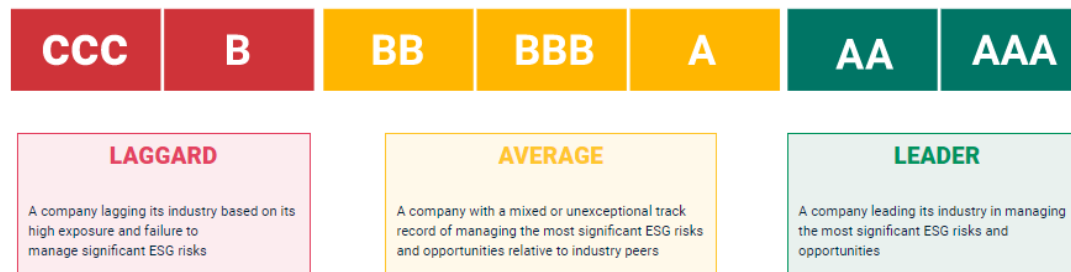 CCC B BB BBB A AA AAA
LAGGARD
A company lagging its industry based on its
high exposure and failure to
manage significant ESG risks
AVERAGE
A company with a mixed or unexceptional track
record of managing the most significant ESG risks
and opportunities relative to industry peers
LEADER
A company leading its industry in managing
the most significant ESG risks and
opportunities